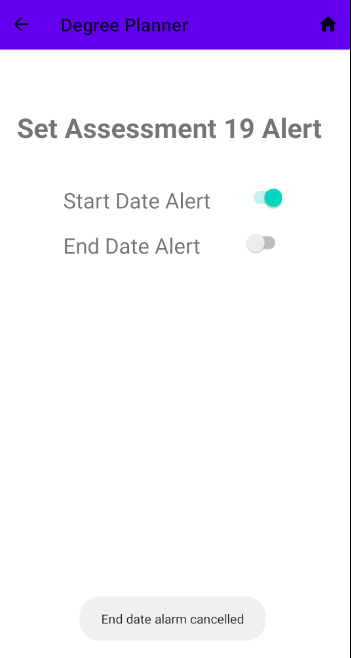 Degree Planner
Set Assessment 19 Alert
Start Date Alert
End Date Alert
End date alarm cancelled